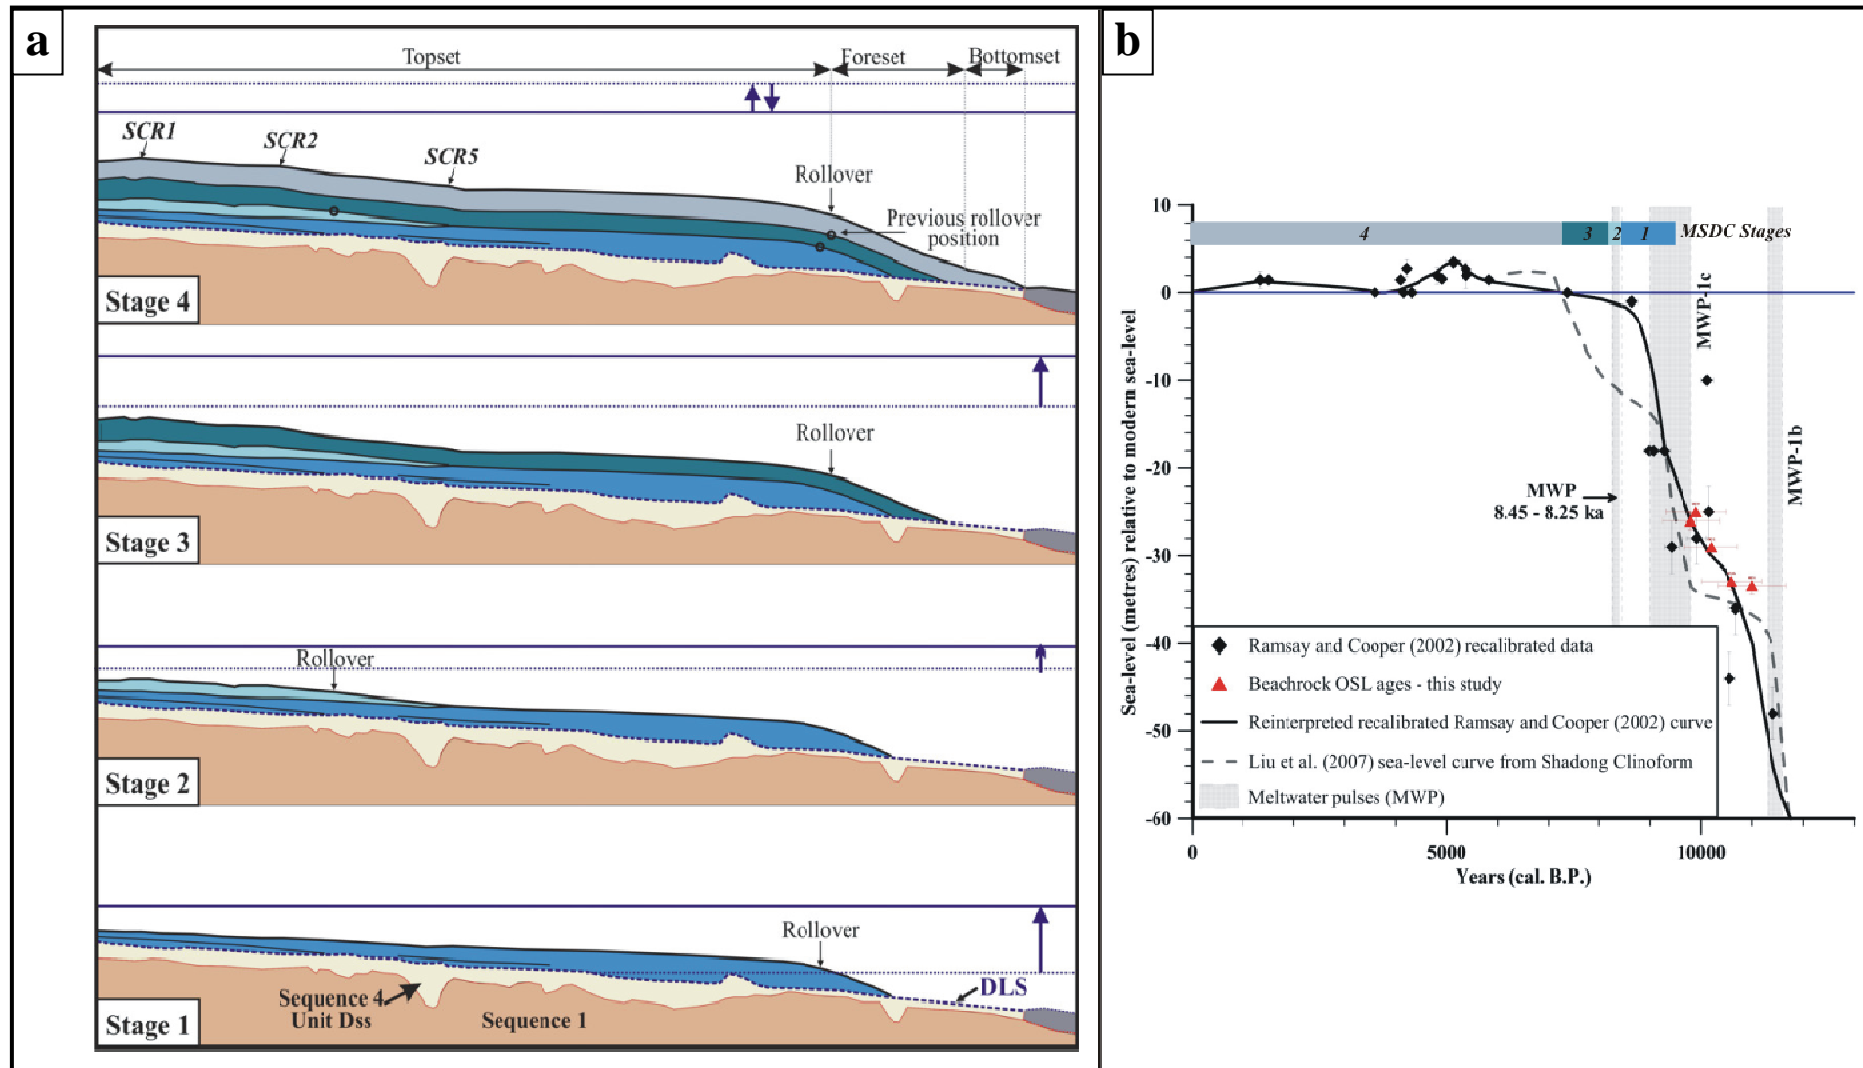 a
Topset
Foreset
Bottomset
SCR1
SCR2
SCR5
Rollover
Previous rollover
position
Stage 4
Rollover
Stage 3
Rollover
Stage 2
Rollover
DLS
Sequence 4
Unit Dss
Sequence 1
Stage 1
b
10
0
-10
-20
-30
-40
-50
-60
Sea-level (metres) relative to modern sea-level
4
3
2
1
MSDC Stages
MWP-1c
MWP-1b
MWP
8.45 - 8.25 ka
Ramsay and Cooper (2002) recalibrated data
Beachrock OSL ages - this study
Reinterpreted recalibrated Ramsay and Cooper (2002) curve
Liu et al. (2007) sea-level curve from Shadong Clinoform
Meltwater pulses (MWP)
0
5000
10000
Years (cal. B.P.)